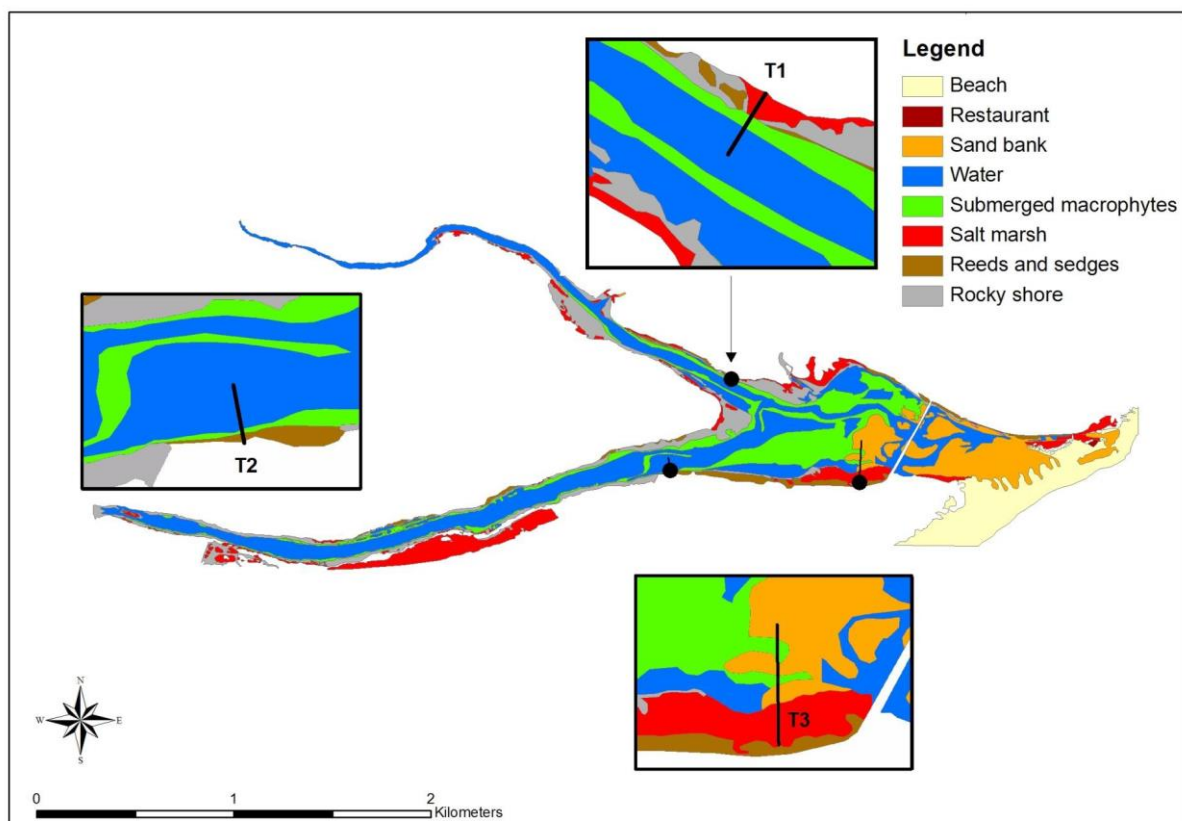 T1
Legend
Beach
Restaurant
Sand bank
Water
Submerged macrophytes
Salt marsh
Reeds and sedges
Rocky shore
T2
T3
N
W E
S
0 1 2
Kilometers